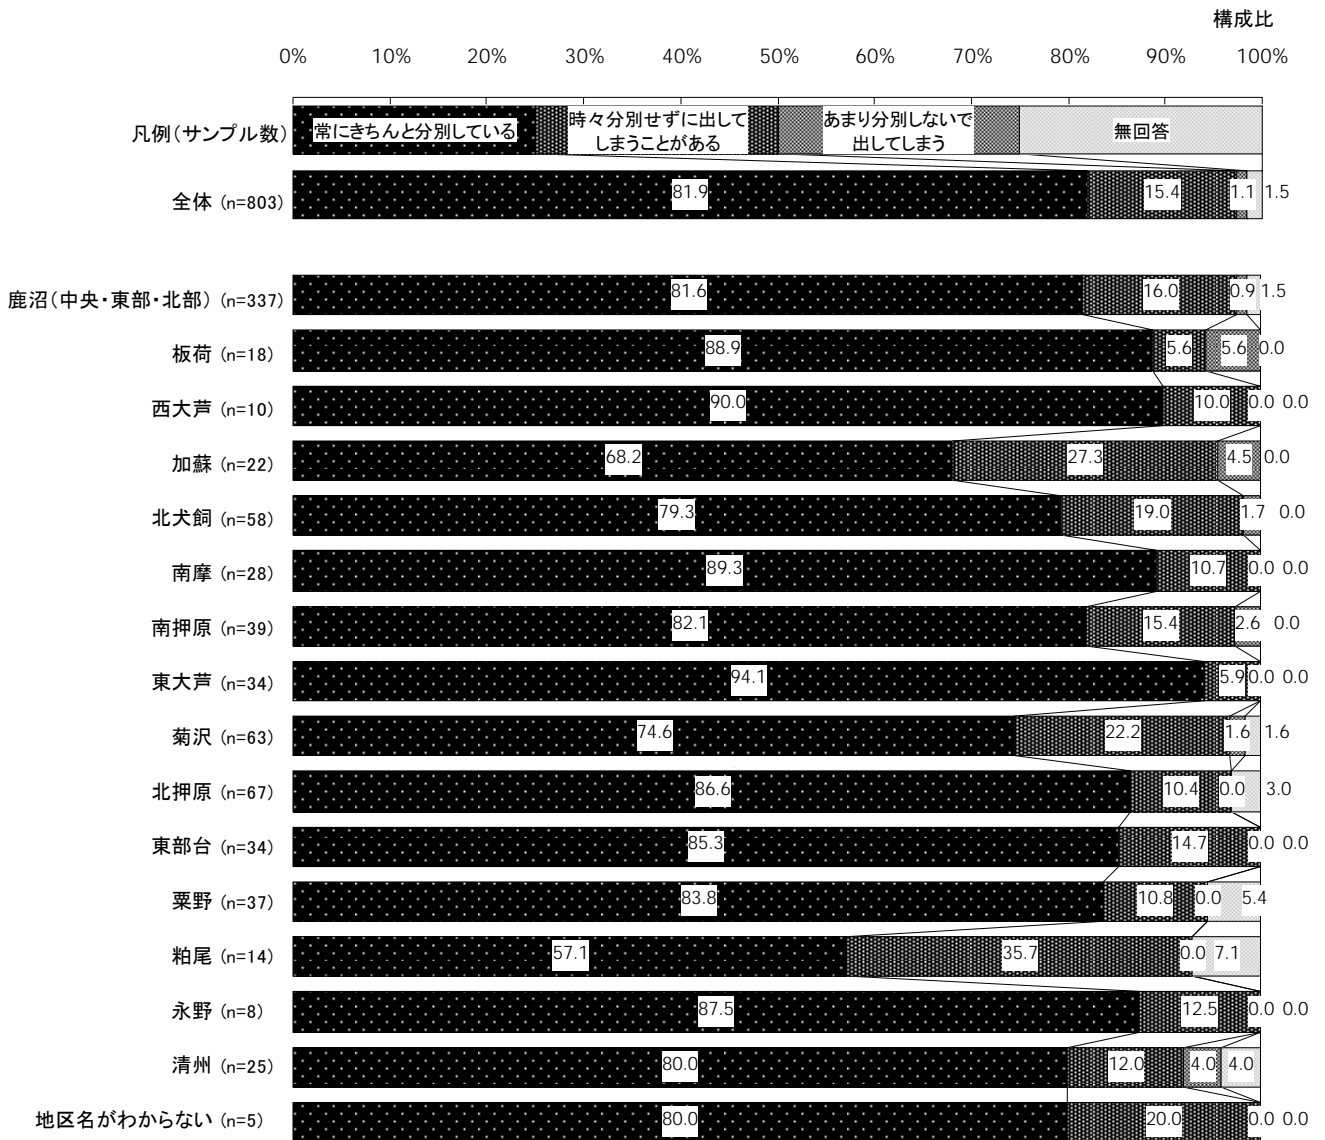 構成比
0% 10% 20% 30% 40% 50% 60% 70% 80% 90% 100%
凡例(サンプル数) 常にきちんと分別している 時々分別せずに出して あまり分別しないで 無回答
しまうことがある 出してしまう
全体 (n=803) 81.9 15.4 1.1 1.5
鹿沼(中央・東部・北部) (n=337) 81.6 16.0 0.9 1.5
板荷 (n=18) 88.9 5.6 5.6 0.0
西大芦 (n=10) 90.0 10.0 0.0 0.0
加蘇 (n=22) 68.2 27.3 4.5 0.0
北犬飼 (n=58) 79.3 19.0 1.7 0.0
南摩 (n=28) 89.3 10.7 0.0 0.0
南押原 (n=39) 82.1 15.4 2.6 0.0
東大芦 (n=34) 94.1 5.9 0.0 0.0
菊沢 (n=63) 74.6 22.2 1.6 1.6
北押原 (n=67) 86.6 10.4 0.0 3.0
東部台 (n=34) 85.3 14.7 0.0 0.0
粟野 (n=37) 83.8 10.8 0.0 5.4
粕尾 (n=14) 57.1 35.7 0.0 7.1
永野 (n=8) 87.5 12.5 0.0 0.0
清州 (n=25) 80.0 12.0 4.0 4.0
地区名がわからない (n=5) 80.0 20.0 0.0 0.0